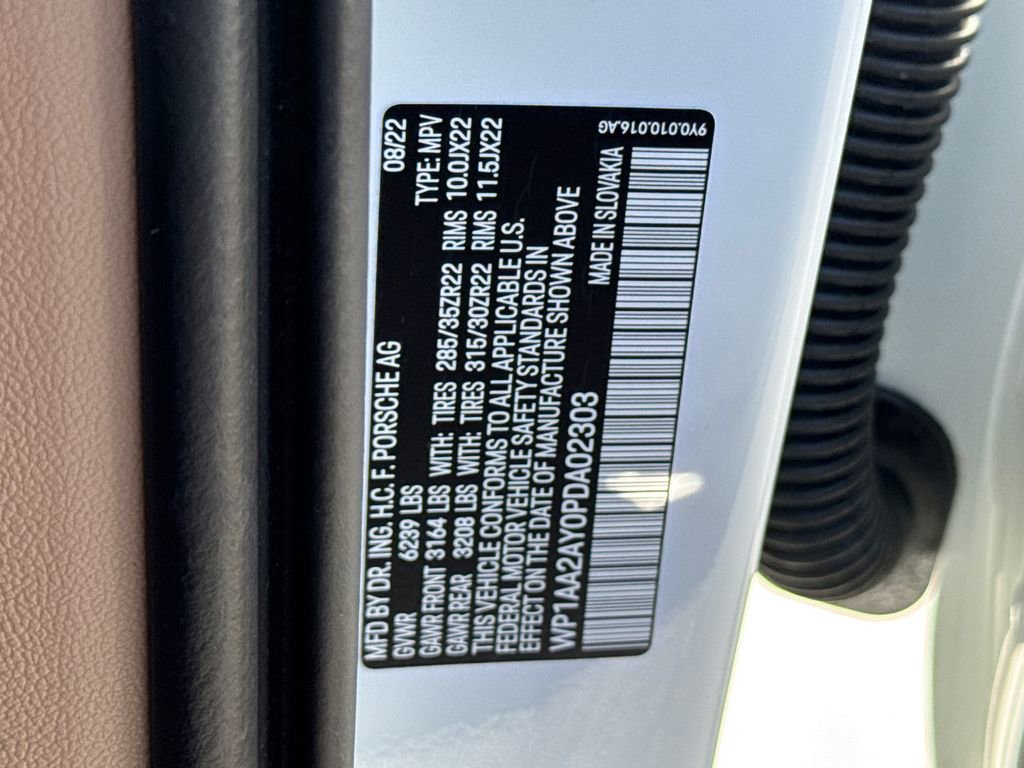 MFD BY DR. ING. H.C. F. PORSCHE AG 08/22
GVWR 6239 LBS TYPE: MPV
GAWR FRONT 3164 LBS WITH: TIRES 285/35ZR22 RIMS 10.0JX22
GAWR REAR 3208 LBS WITH: TIRES 315/30ZR22 RIMS 11.5JX22
THIS VEHICLE CONFORMS TO ALL APPLICABLE U.S.
FEDERAL MOTOR VEHICLE SAFETY STANDARDS IN
EFFECT ON THE DATE OF MANUFACTURE SHOWN ABOVE
WP1AA2AY0PDA02303
MADE IN SLOVAKIA
9Y0.010.016.AG